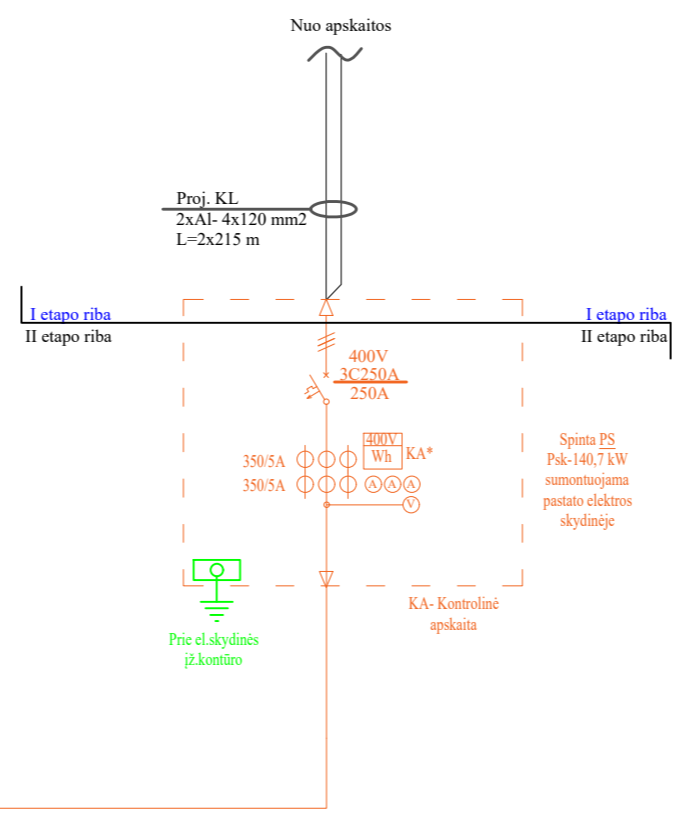 Nuo apskaitos
Proj. KL
2xAl- 4x120 mm2
L=2x215 m
I etapo riba
I etapo riba
II etapo riba
II etapo riba
400V
3C250A
250A
400V
Wh
KA*
350/5A
350/5A
A
A
A
V
Spinta PS
Psk-140,7 kW
sumontuojama
pastato elektros
skydinėje
KA- Kontrolinė
apskaita
Prie el.skydinės
įž.kontūro